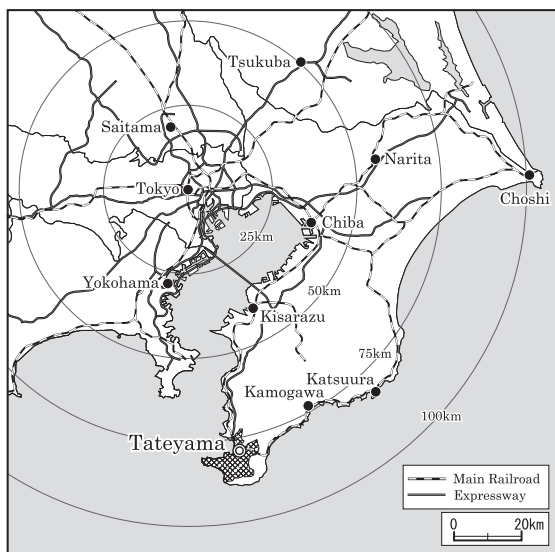 Tsukuba
Saitama
Narita
Tokyo
Choshi
Chiba
25km
Yokohama
50km
Kisarazu
75km
Katsuura
Kamogawa
100km
Tateyama
Main Railroad
Expressway
0 20km